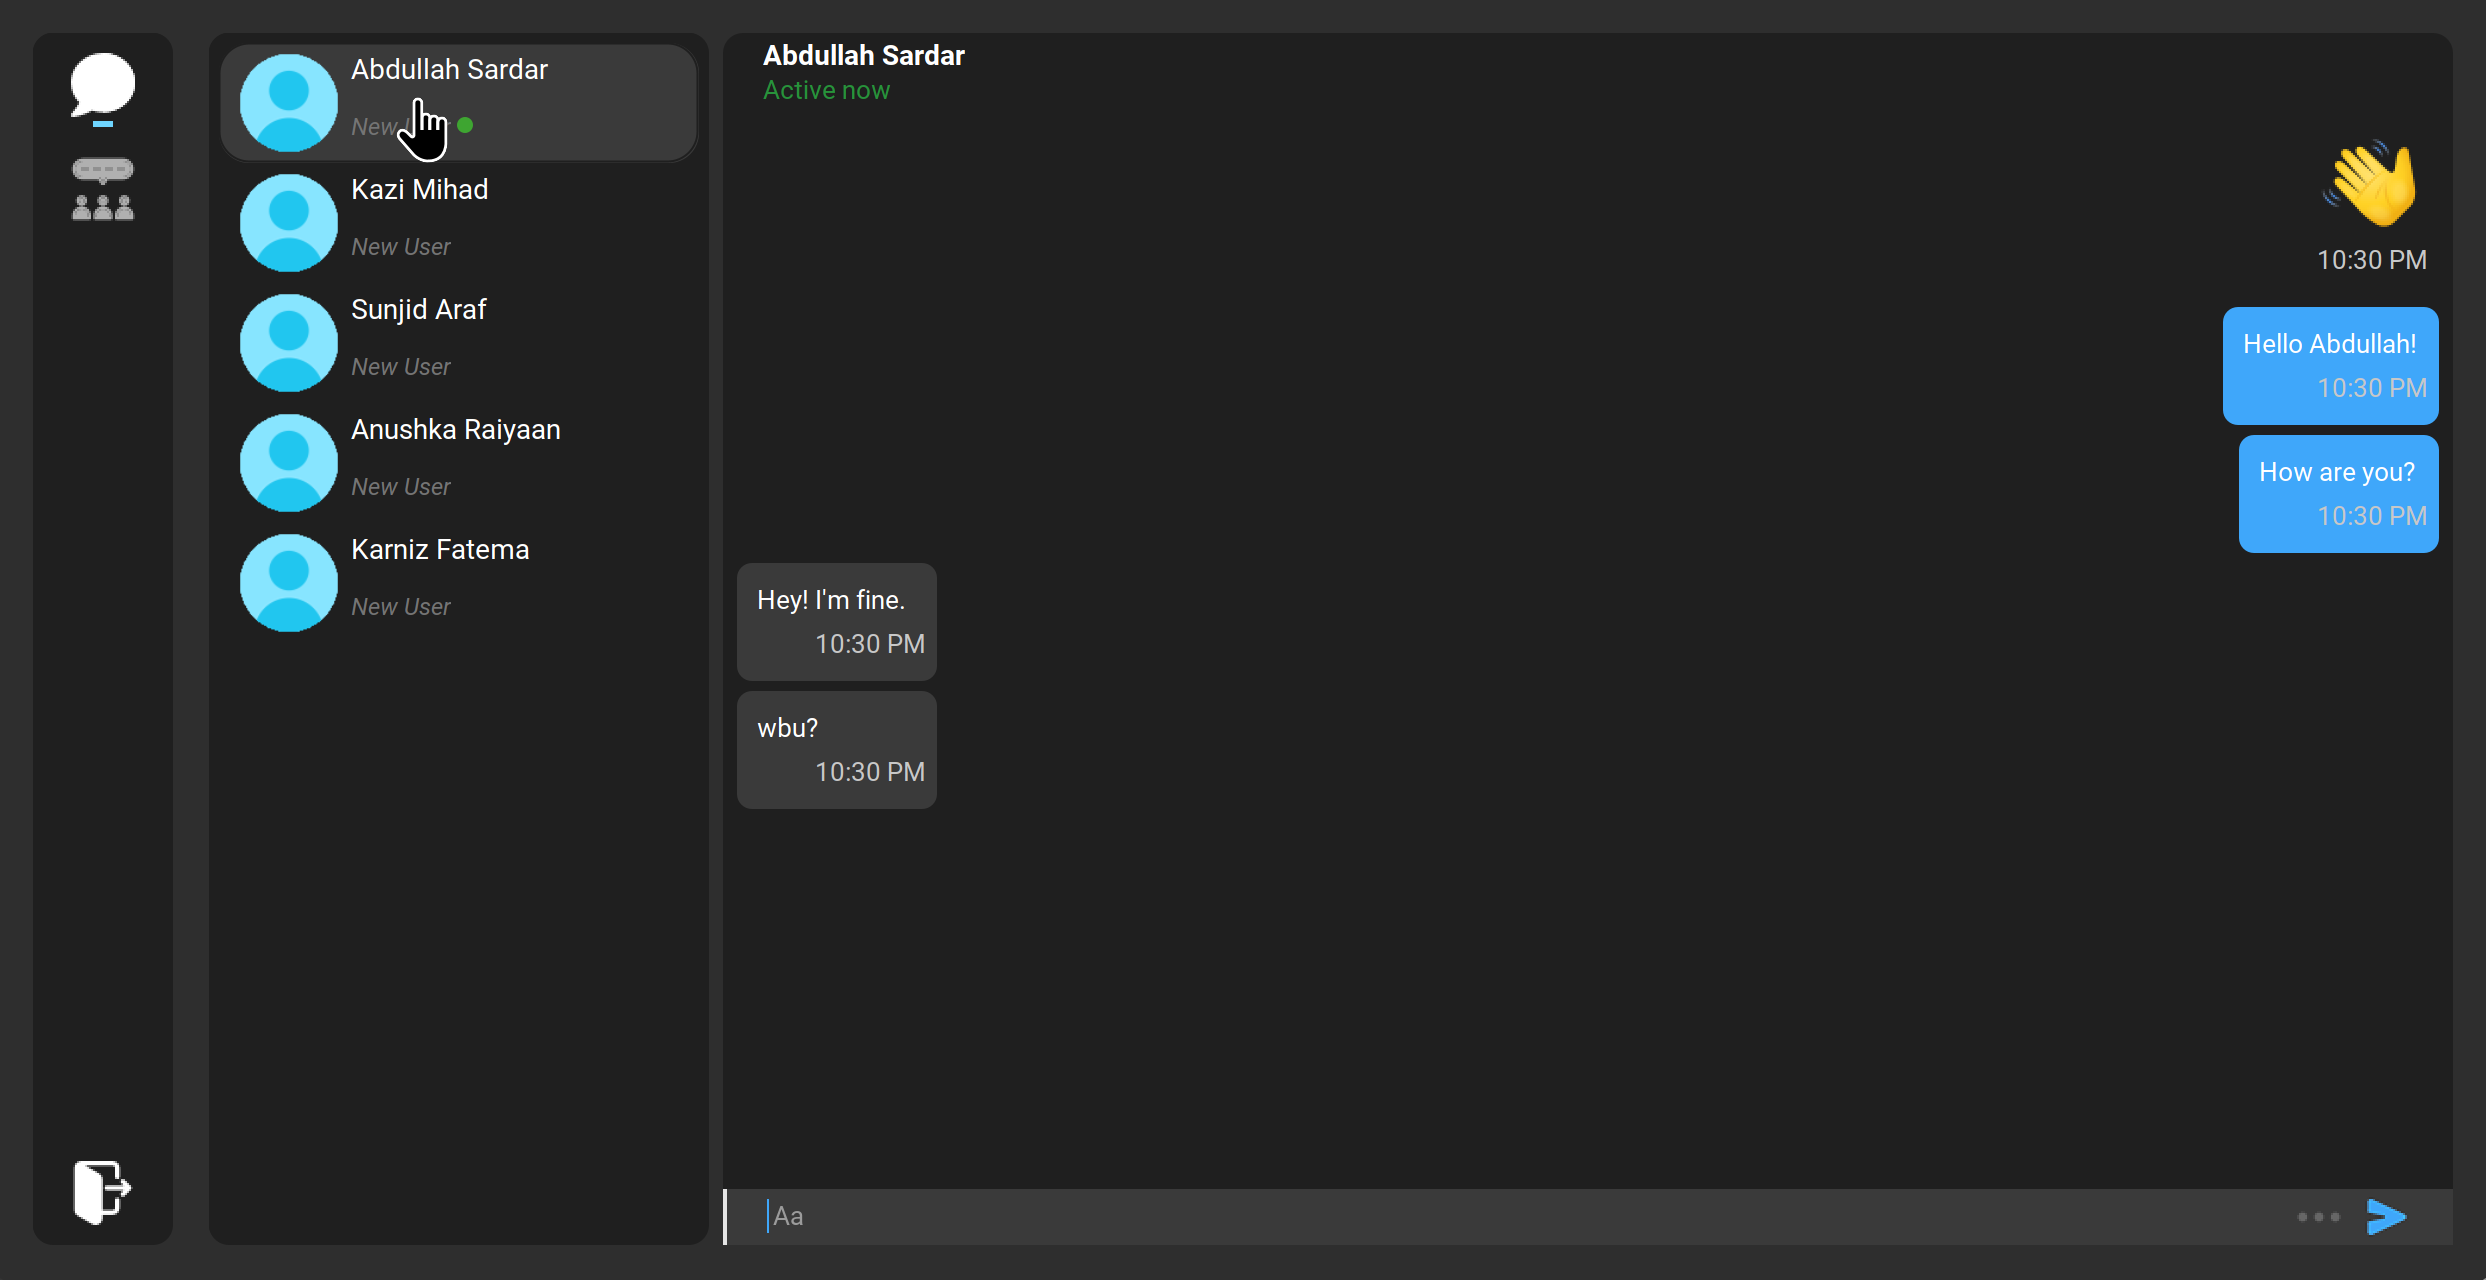 Abdullah Sardar
New
Kazi Mihad
New User
Sunjid Araf
New User
Anushka Raiyaan
New User
Karniz Fatema
New User
Abdullah Sardar
Active now
10:30 PM
Hello Abdullah!
10:30 PM
How are you?
10:30 PM
Hey! I'm fine.
10:30 PM
wbu?
10:30 PM
Aa